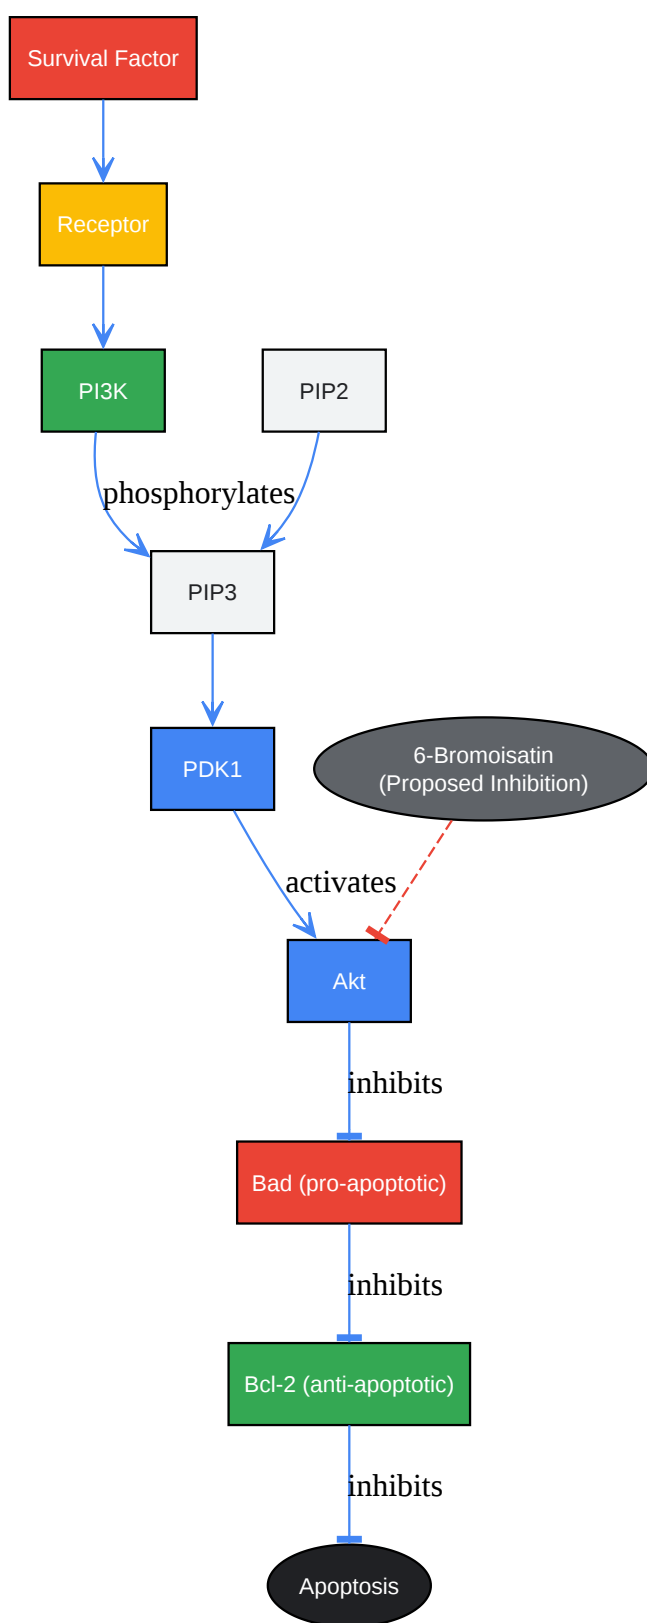 Survival Factor
Receptor
PI3K
PIP2
phosphorylates
PIP3
PDK1
6-Bromoisatin
(Proposed Inhibition)
activates
Akt
inhibits
Bad (pro-apoptotic)
inhibits
Bcl-2 (anti-apoptotic)
inhibits
Apoptosis